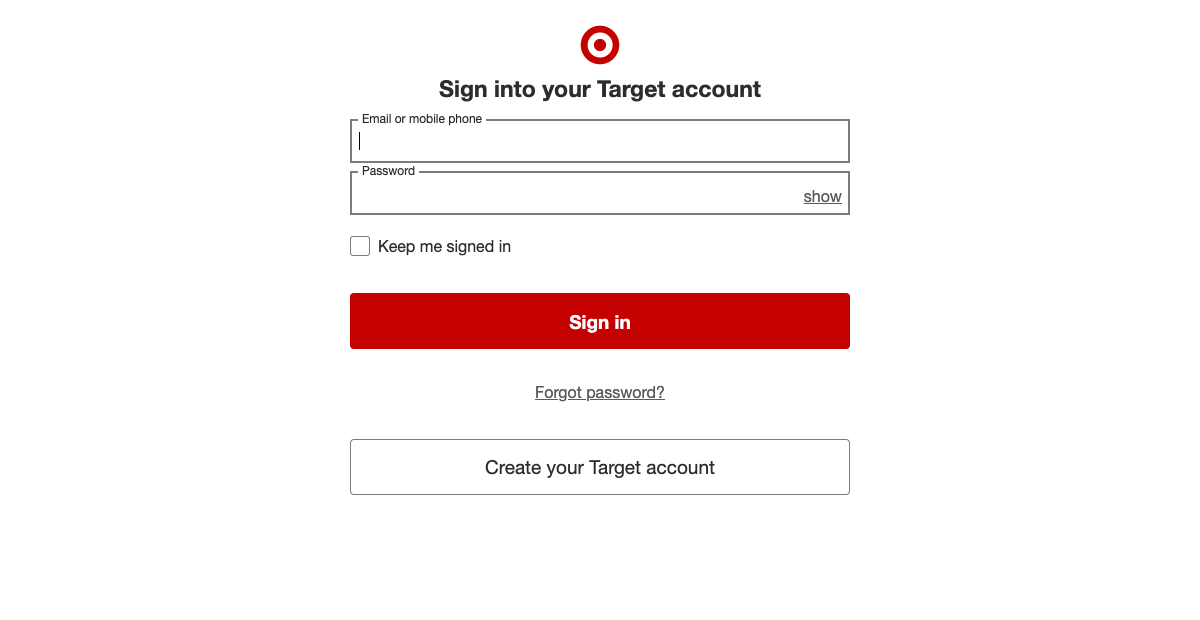 Sign into your Target account
Email or mobile phone
Password
show
Keep me signed in
Sign in
Forgot password?
Create your Target account